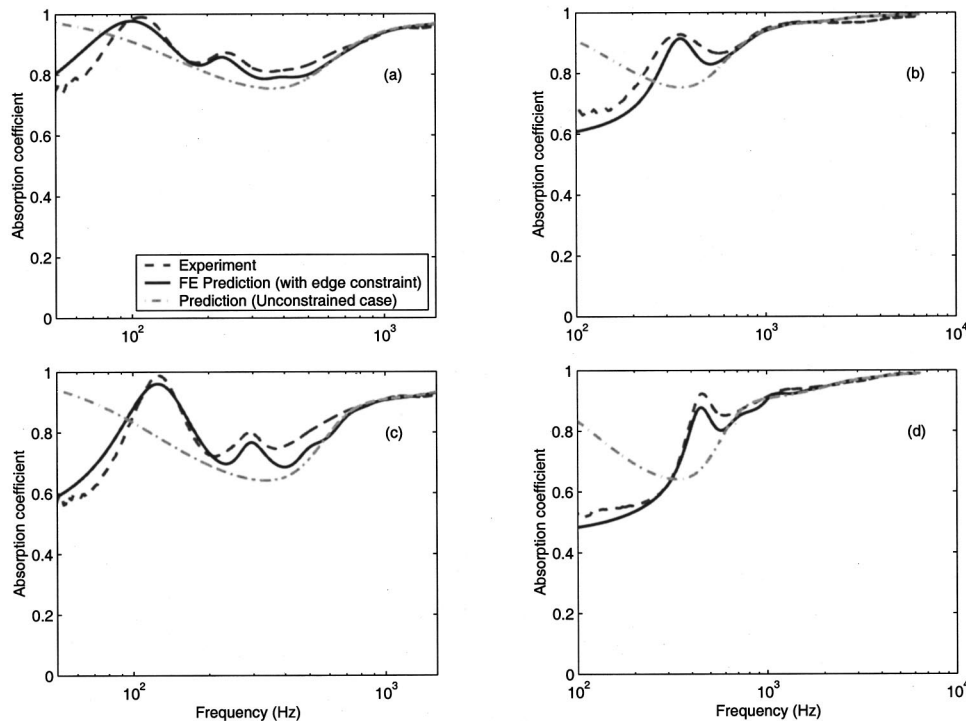 1
0.8
0.6
0.4
0.2
0
Absorption coefficient
(a)
Experiment
FE Prediction (with edge constraint)
Prediction (Unconstrained case)
10²
10³
1
0.8
0.6
0.4
0.2
0
Absorption coefficient
(b)
10²
10³
10⁴
1
0.8
0.6
0.4
0.2
0
Absorption coefficient
(c)
10²
10³
Frequency (Hz)
1
0.8
0.6
0.4
0.2
0
Absorption coefficient
(d)
10²
10³
10⁴
Frequency (Hz)